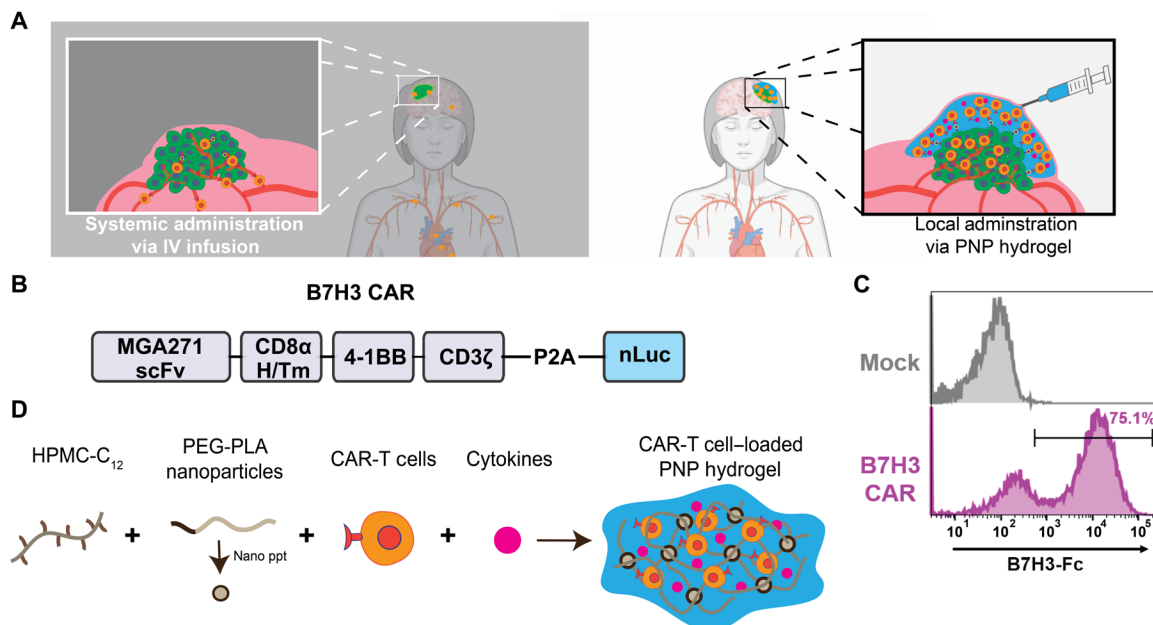 A
Systemic administration
via IV infusion
Local adminstration
via PNP hydrogel
B
B7H3 CAR
MGA271
scFv
CD8α
H/Tm
4-1BB
CD3ζ
P2A
nLuc
C
Mock
75.1%
B7H3
CAR
10¹ 10² 10³ 10⁴ 10⁵
B7H3-Fc
D
HPMC-C₁₂
PEG-PLA
nanoparticles
CAR-T cells
Cytokines
CAR-T cell–loaded
PNP hydrogel
+
+
+
Nano ppt